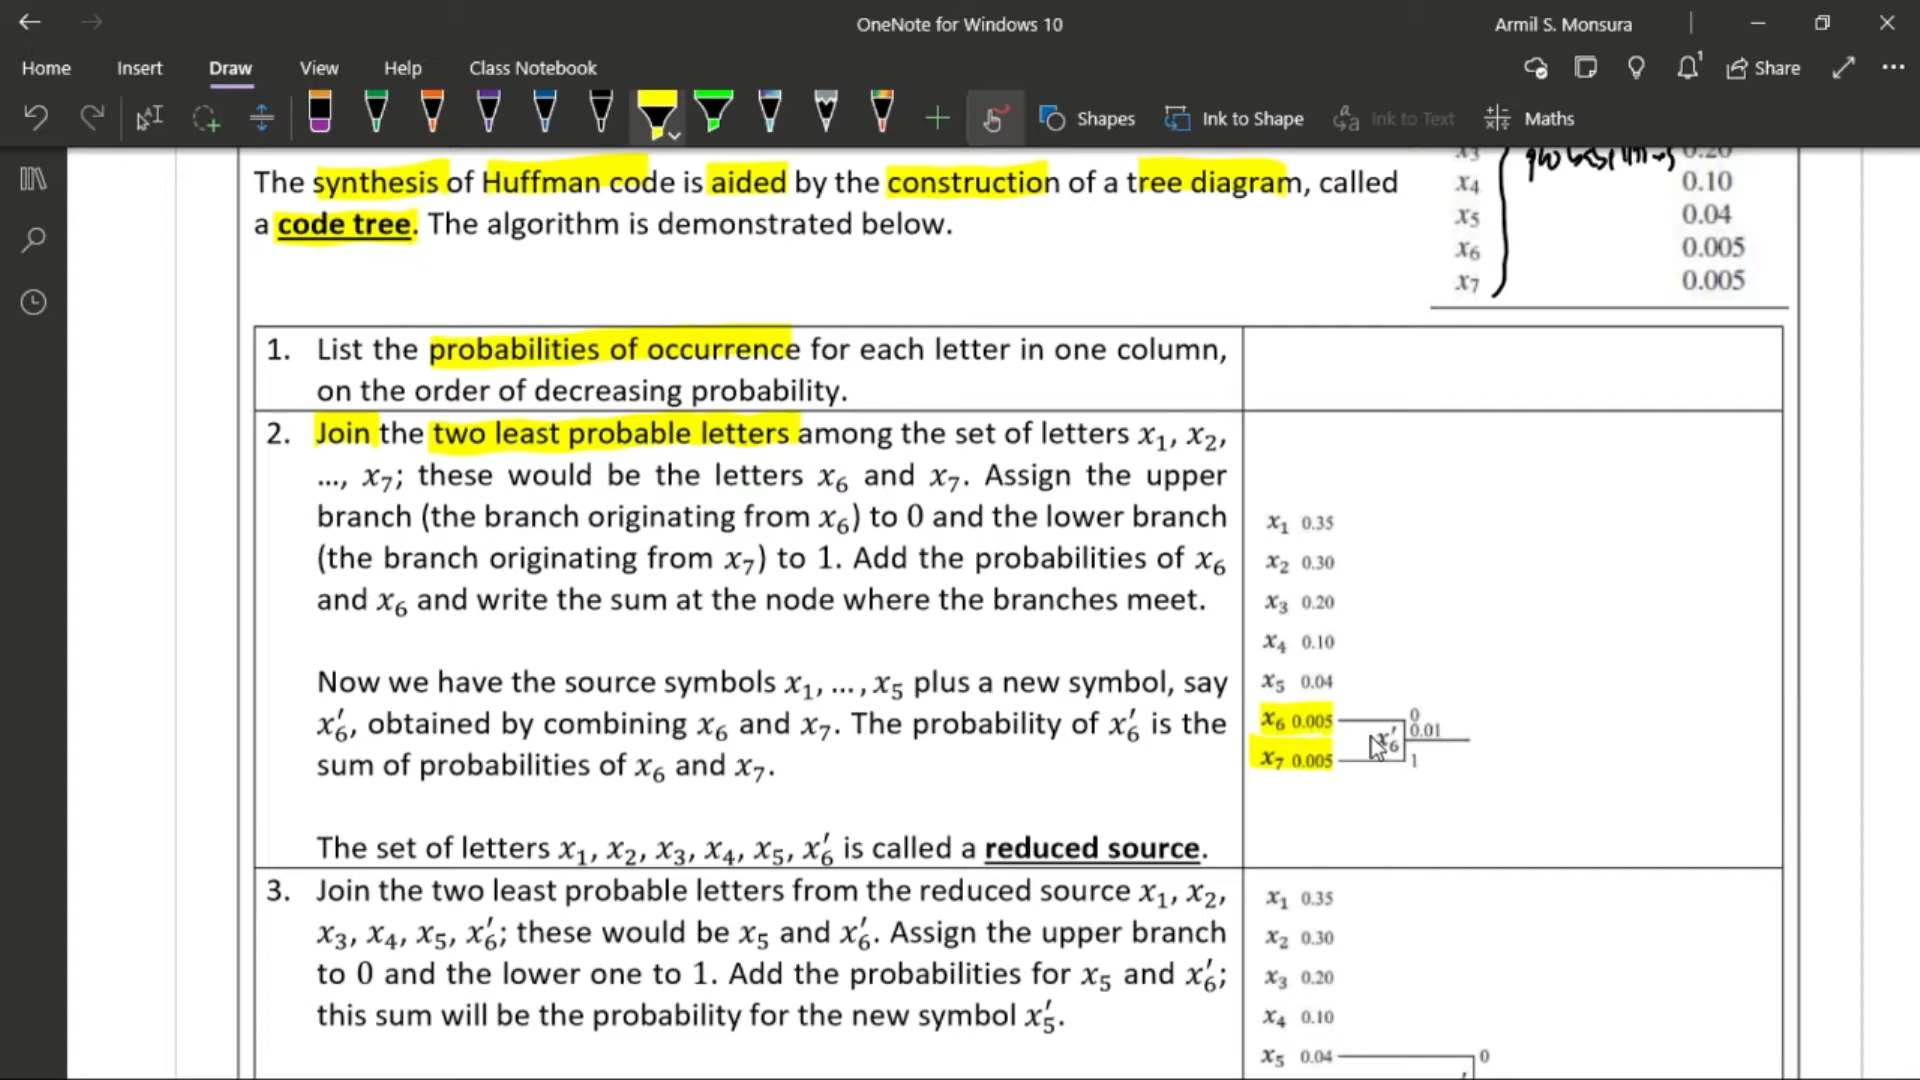 OneNote for Windows 10
Armil S. Monsura
Home Insert Draw View Help Class Notebook
1 Share
Shapes Ink to Shape Ink to Text Maths
The synthesis of Huffman code is aided by the construction of a tree diagram, called
a code tree. The algorithm is demonstrated below.
x₃ 0.20
x₄ 0.10
x₅ 0.04
x₆ 0.005
x₇ 0.005
1. List the probabilities of occurrence for each letter in one column,
on the order of decreasing probability.
2. Join the two least probable letters among the set of letters x₁, x₂,
..., x₇; these would be the letters x₆ and x₇. Assign the upper
branch (the branch originating from x₆) to 0 and the lower branch
(the branch originating from x₇) to 1. Add the probabilities of x₆
and x₆ and write the sum at the node where the branches meet.
Now we have the source symbols x₁, ..., x₅ plus a new symbol, say
x₆′, obtained by combining x₆ and x₇. The probability of x₆′ is the
sum of probabilities of x₆ and x₇.
The set of letters x₁, x₂, x₃, x₄, x₅, x₆′ is called a reduced source.
x₁ 0.35
x₂ 0.30
x₃ 0.20
x₄ 0.10
x₅ 0.04
x₆ 0.005 0
x₆′ 0.01
x₇ 0.005 1
3. Join the two least probable letters from the reduced source x₁, x₂,
x₃, x₄, x₅, x₆′; these would be x₅ and x₆′. Assign the upper branch
to 0 and the lower one to 1. Add the probabilities for x₅ and x₆′;
this sum will be the probability for the new symbol x₅′.
x₁ 0.35
x₂ 0.30
x₃ 0.20
x₄ 0.10
x₅ 0.04 0